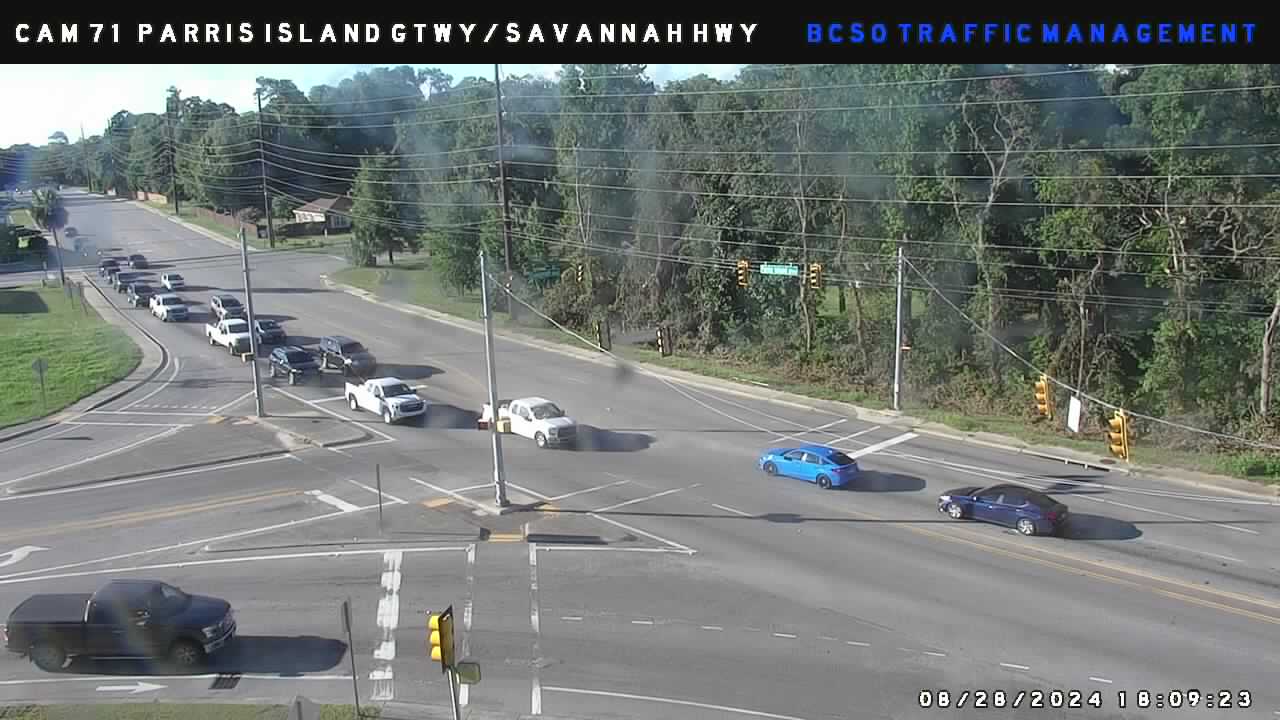 CAM 71 PARRIS ISLAND GTWY/SAVANNAH HWY BCSO TRAFFIC MANAGEMENT
08/28/2024 18:09:23